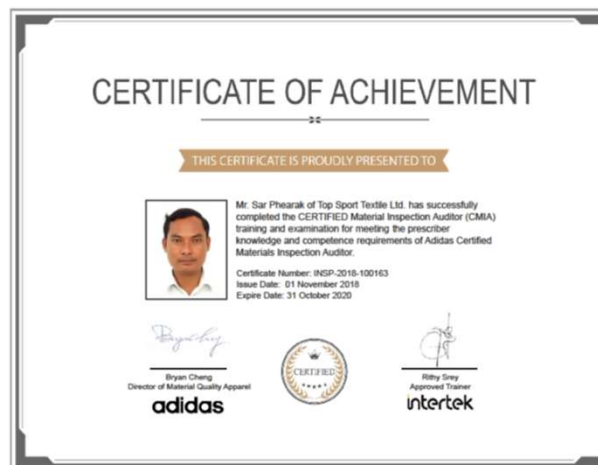 CERTIFICATE OF ACHIEVEMENT
THIS CERTIFICATE IS PROUDLY PRESENTED TO
Mr. Sar Phearak of Top Sport Textile Ltd. has successfully
completed the CERTIFIED Material Inspection Auditor (CMIA)
training and examination for meeting the prescriber
knowledge and competence requirements of Adidas Certified
Materials Inspection Auditor.
Certificate Number: INSP-2018-100163
Issue Date: 01 November 2018
Expire Date: 31 October 2020
CERTIFIED
Bryan Cheng
Director of Material Quality Apparel
adidas
Rithy Srey
Approved Trainer
intertek